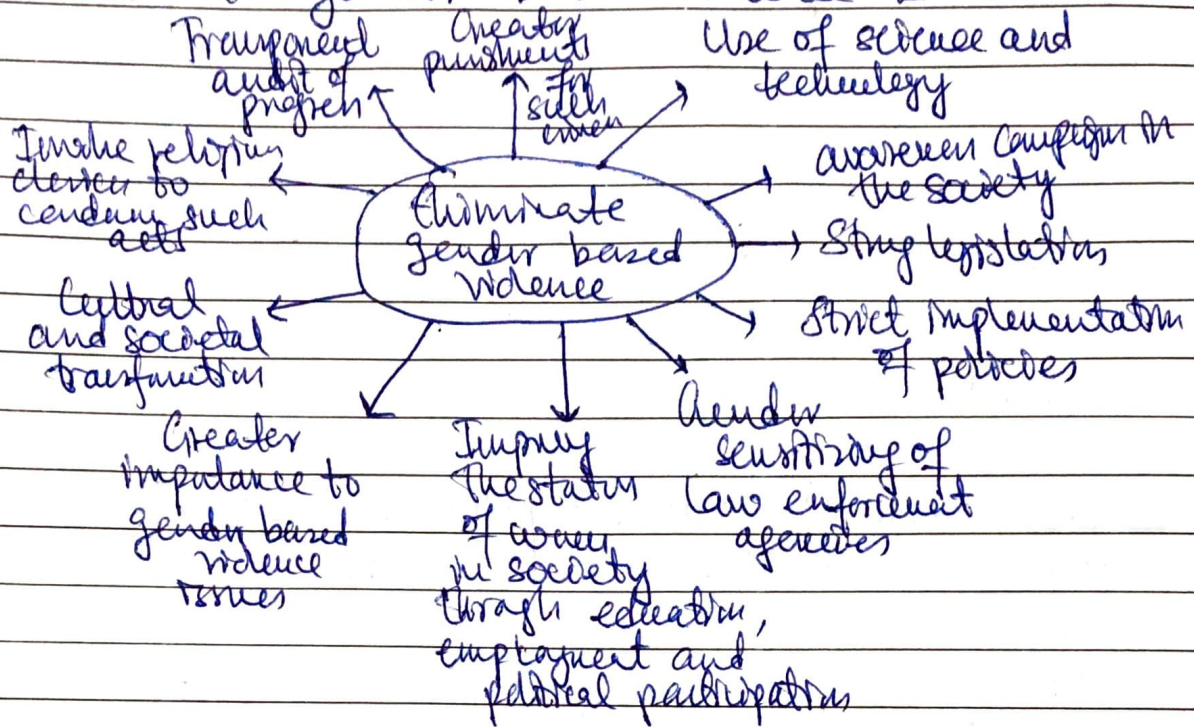 Eliminate
gender based
violence
Transparent
audit of
progress
Greater
punishment
for
such
crimes
Use of science and
technology
awareness campaign in
the society
Strong legislation
Strict implementation
of policies
Gender
sensitizing of
law enforcement
agencies
Improving
the status
of women
in society
through education,
employment and
political participation
Greater
importance to
gender based
violence
issues
Cultural
and societal
transformation
religious
clerics to
condemn such
acts